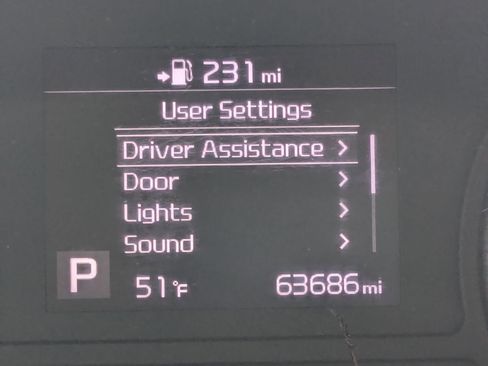 231 mi
User Settings
Driver Assistance >
Door >
Lights >
Sound >
P
51°F 63686 mi